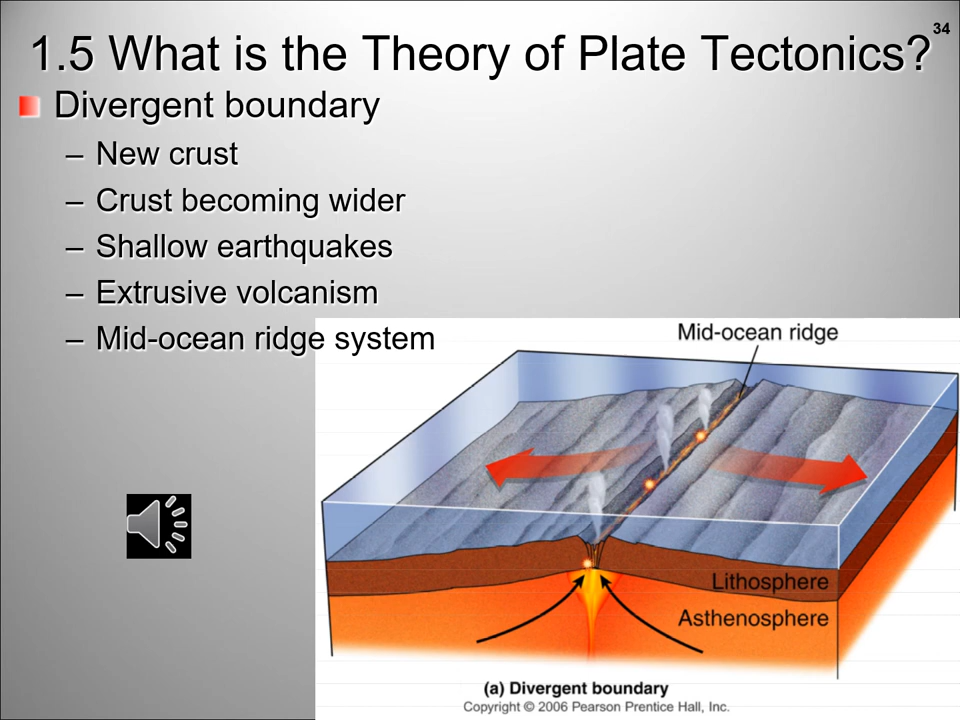 34
1.5 What is the Theory of Plate Tectonics?
Divergent boundary
– New crust
– Crust becoming wider
– Shallow earthquakes
– Extrusive volcanism
– Mid-ocean ridge system
Mid-ocean ridge
Lithosphere
Asthenosphere
(a) Divergent boundary
Copyright © 2006 Pearson Prentice Hall, Inc.